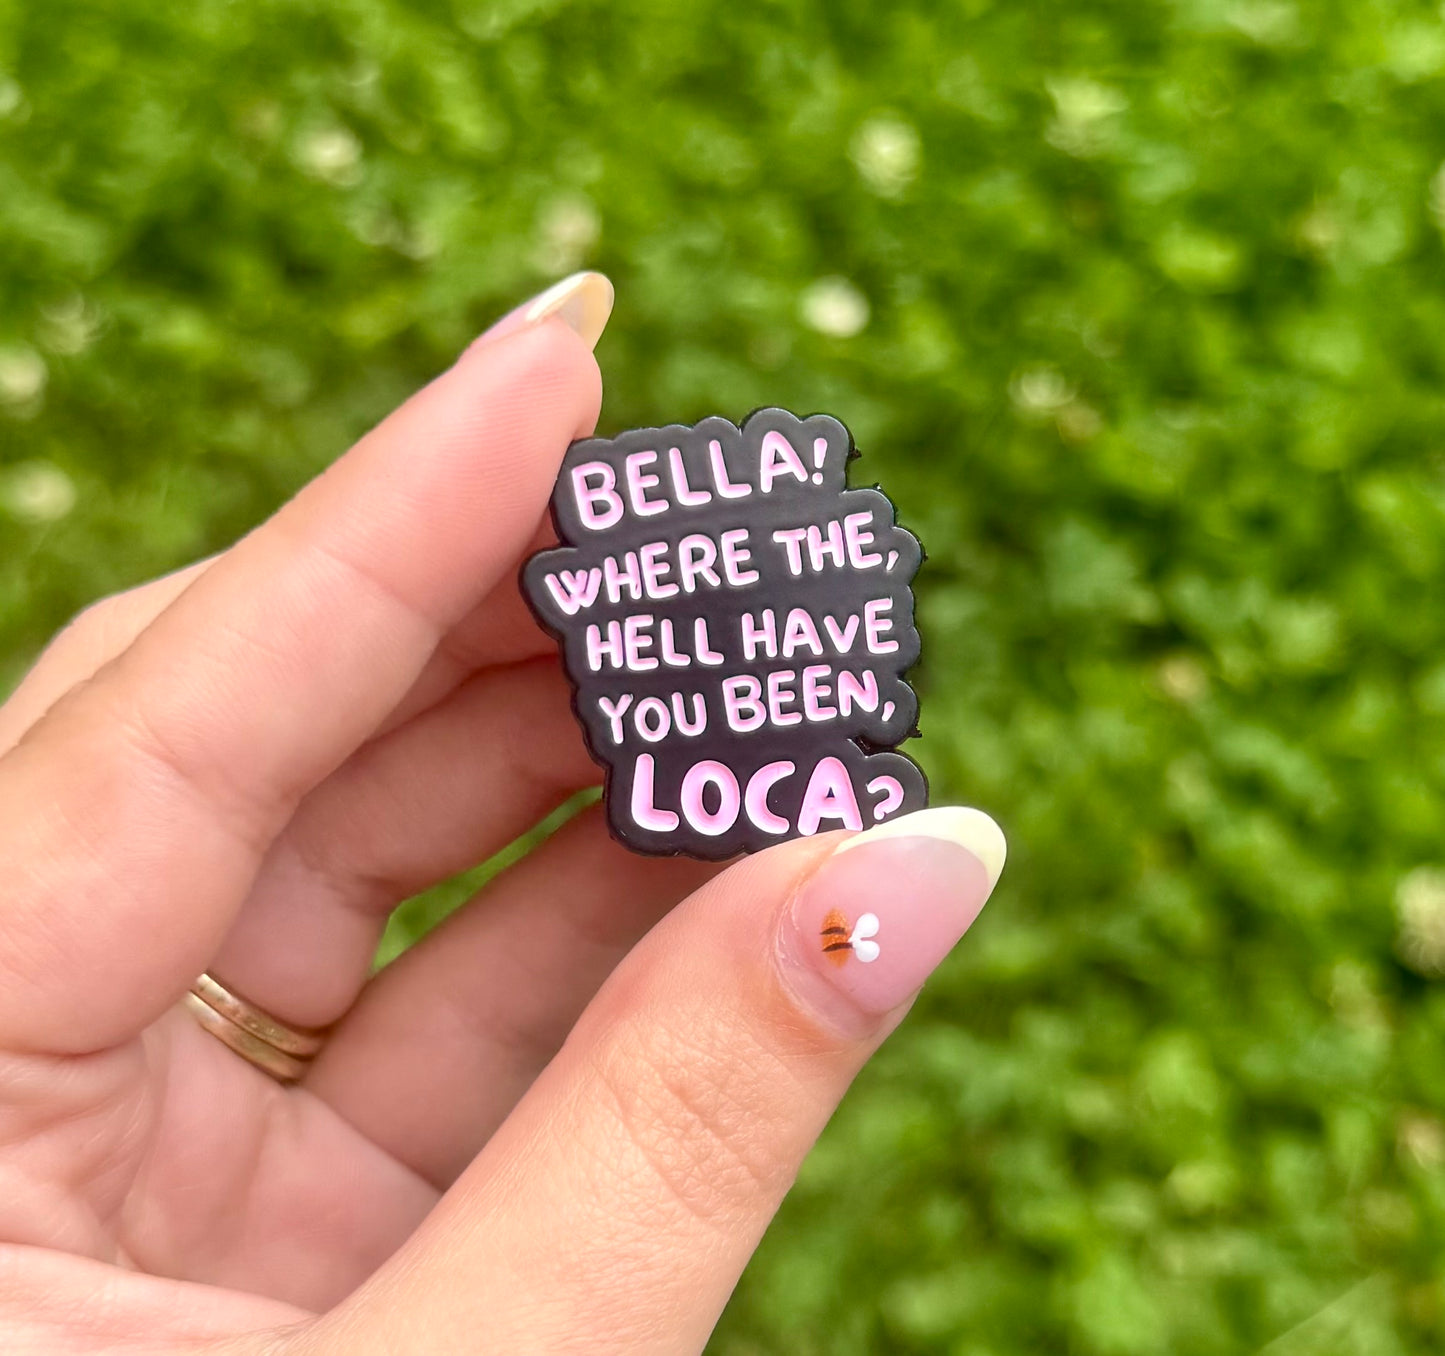 BELLA!
WHERE THE,
HELL HAVE
YOU BEEN,
LOCA?